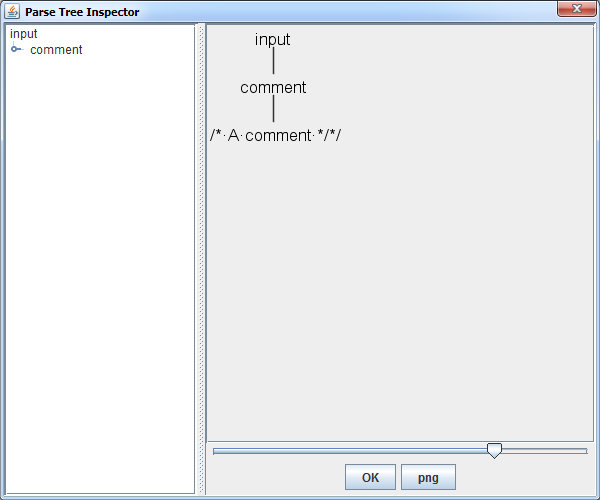 Parse Tree Inspector
input
comment
input
comment
/*·A·comment·*/*/
OK
png